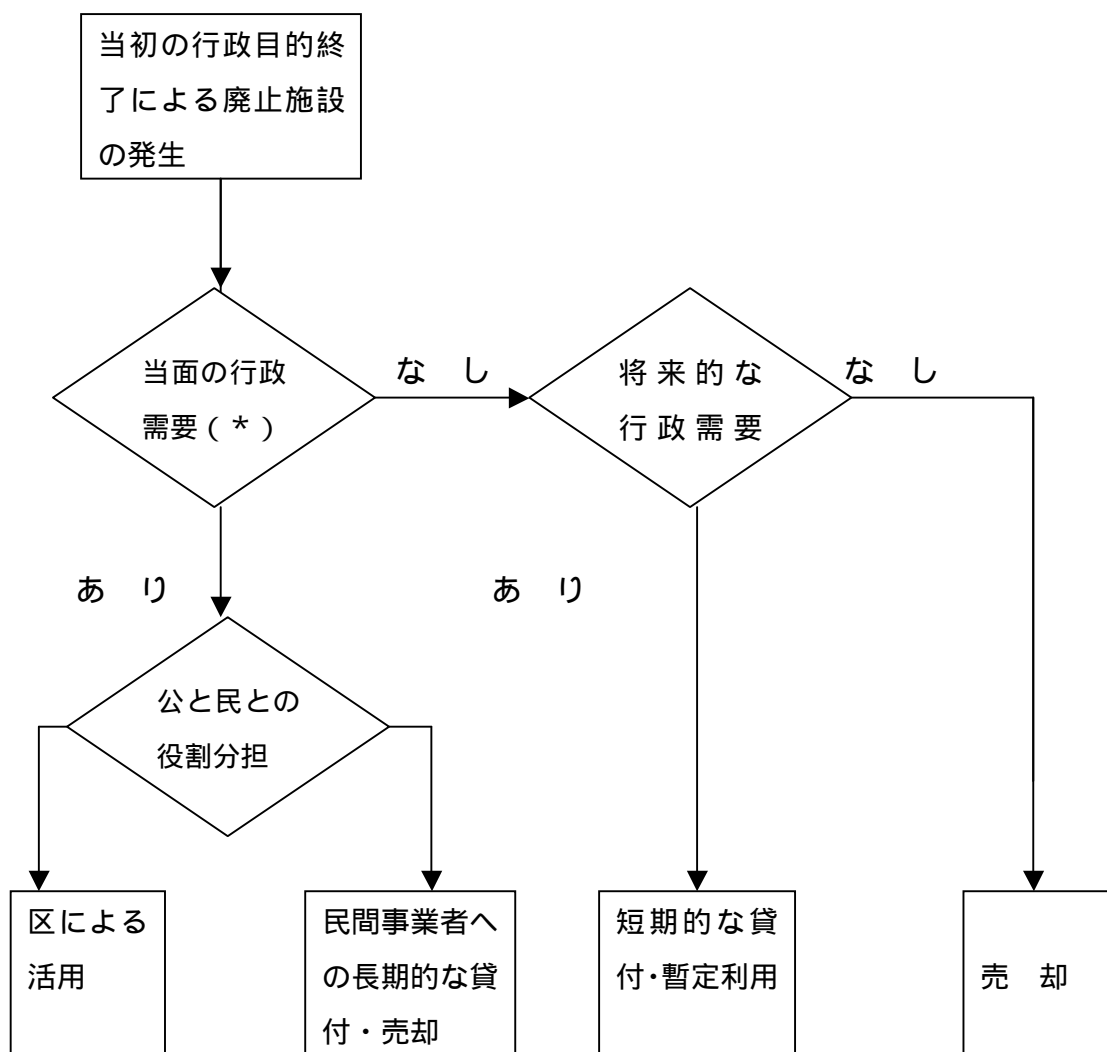 当初の行政目的終
了による廃止施設
の発生
当面の行政
需要(*)
なし
将来的な
行政需要
なし
あり
あり
公と民との
役割分担
区による
活用
民間事業者へ
の長期的な貸
付・売却
短期的な貸
付・暫定利用
売却